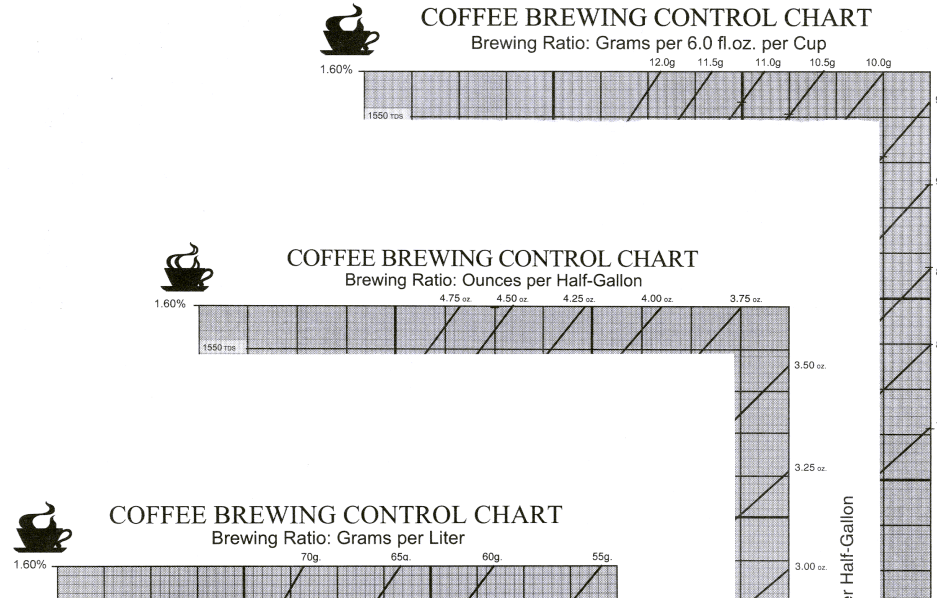 COFFEE BREWING CONTROL CHART
Brewing Ratio: Grams per 6.0 fl.oz. per Cup
12.0g 11.5g 11.0g 10.5g 10.0g
1.60%
1550 TDS
COFFEE BREWING CONTROL CHART
Brewing Ratio: Ounces per Half-Gallon
4.75 oz. 4.50 oz. 4.25 oz. 4.00 oz. 3.75 oz.
1.60%
1550 TDS
3.50 oz.
3.25 oz.
3.00 oz.
Half-Gallon
COFFEE BREWING CONTROL CHART
Brewing Ratio: Grams per Liter
70g. 65g. 60g. 55g.
1.60%